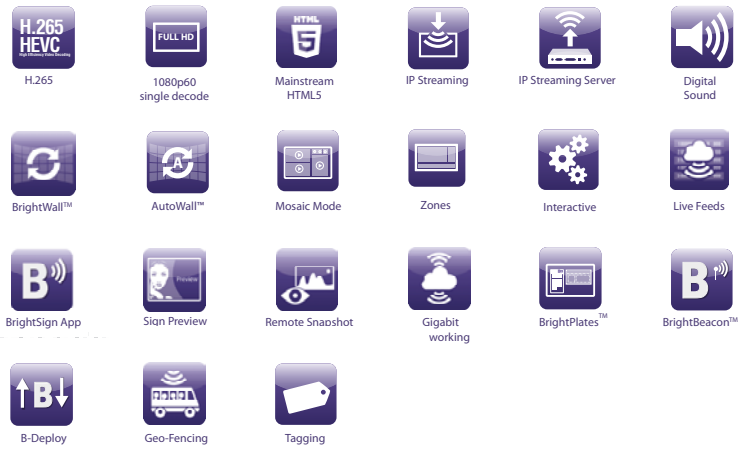 H.265
HEVC
High Efficiency Video Decoding
H.265
FULL HD
1080p60
single decode
HTML
5
Mainstream
HTML5
IP Streaming
IP Streaming Server
Digital
Sound
BrightWall™
A
AutoWall™
Mosaic Mode
Zones
Interactive
Live Feeds
B
BrightSign App
Preview
Sign Preview
Remote Snapshot
Gigabit
working
BrightPlates™
B
BrightBeacon™
B
B-Deploy
Geo-Fencing
Tagging